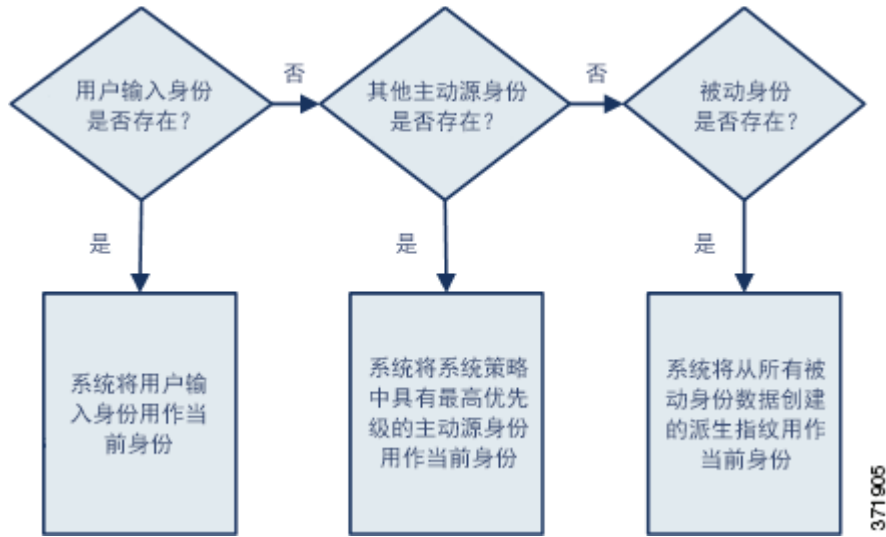 用户输入身份
是否存在？
否
其他主动源身份
是否存在？
否
被动身份
是否存在？
是
是
是
系统将用户输
入身份用作当
前身份
系统将系统策略
中具有最高优先
级的主动源身份
用作当前身份
系统将从所有被
动身份数据创建
的派生指纹用作
当前身份
371905